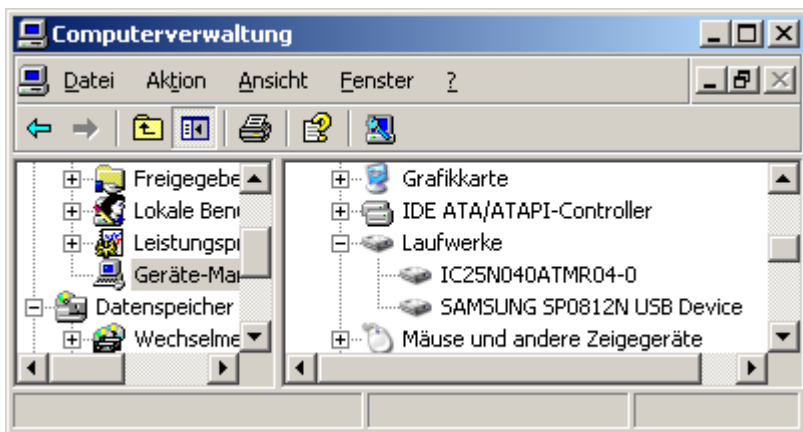 Computerverwaltung
Datei Aktion Ansicht Fenster ?
Freigegebe
Lokale Ben
Leistungspr
Geräte-Ma
Datenspeicher
Wechselme
Grafikkarte
IDE ATA/ATAPI-Controller
Laufwerke
IC25N040ATMR04-0
SAMSUNG SP0812N USB Device
Mäuse und andere Zeigegeräte